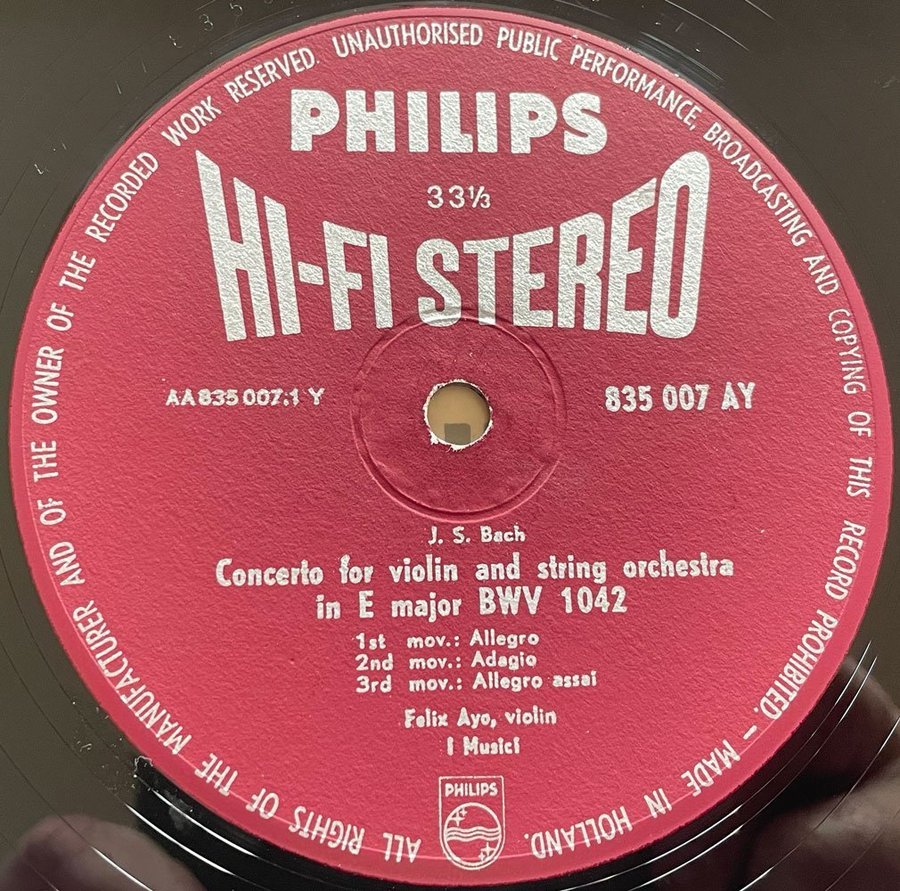 ALL RIGHTS OF THE MANUFACTURER AND OF THE OWNER OF THE RECORDED WORK RESERVED. UNAUTHORISED PUBLIC PERFORMANCE, BROADCASTING AND COPYING OF THIS RECORD PROHIBITED. – MADE IN HOLLAND.
PHILIPS
33⅓
HI-FI STEREO
AA 835 007.1 Y
835 007 AY
J. S. Bach
Concerto for violin and string orchestra
in E major BWV 1042
1st mov.: Allegro
2nd mov.: Adagio
3rd mov.: Allegro assai
Felix Ayo, violin
I Musici
PHILIPS